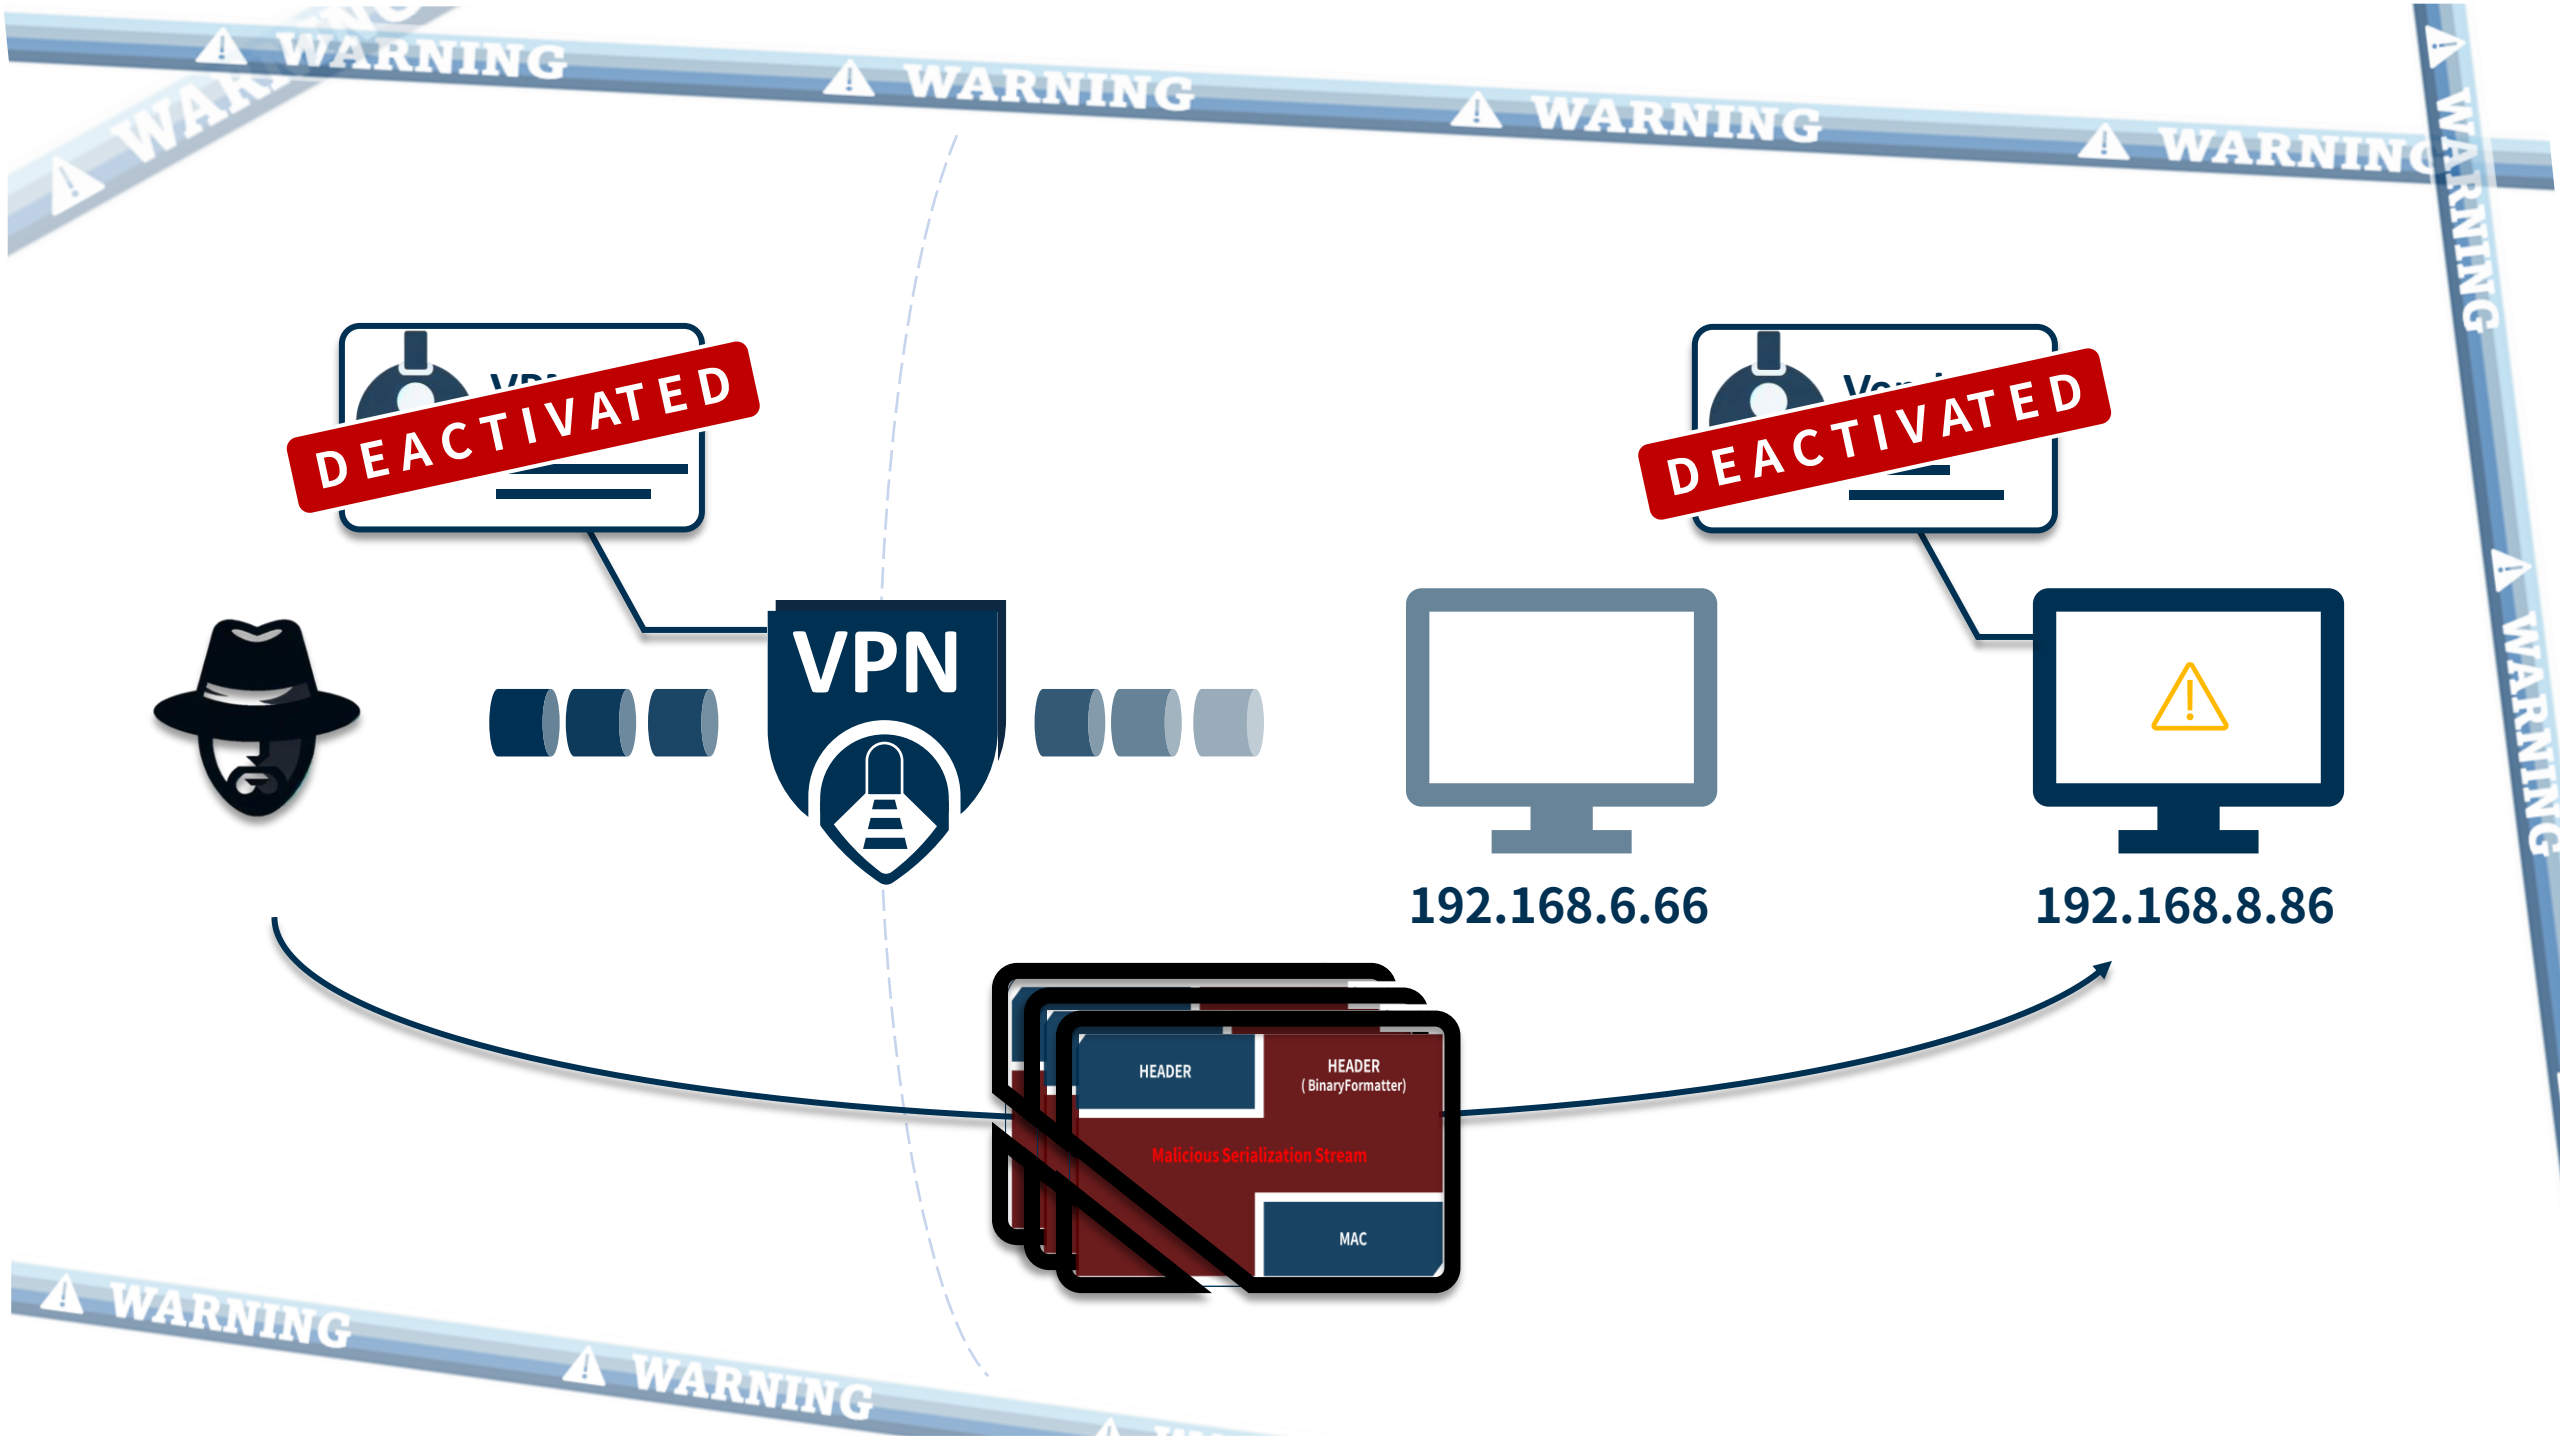 WARNING
WARNING
WARNING
WARNING
WARNING
WARNING
DEACTIVATED
DEACTIVATED
VPN
WARNING
192.168.6.66
192.168.8.86
HEADER
HEADER
( BinaryFormatter)
Malicious Serialization Stream
MAC
WARNING
WARNING